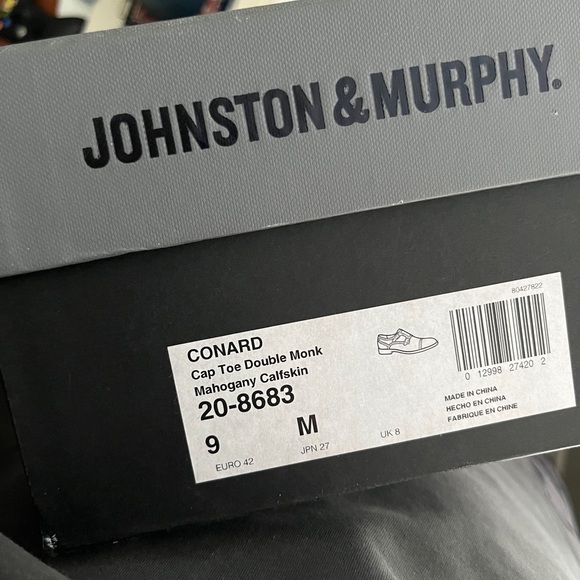 JOHNSTON & MURPHY®
80427822
CONARD
Cap Toe Double Monk
Mahogany Calfskin
20-8683
0 12998 27420 2
9 M
EURO 42 JPN 27 UK 8
MADE IN CHINA
HECHO EN CHINA
FABRIQUE EN CHINE